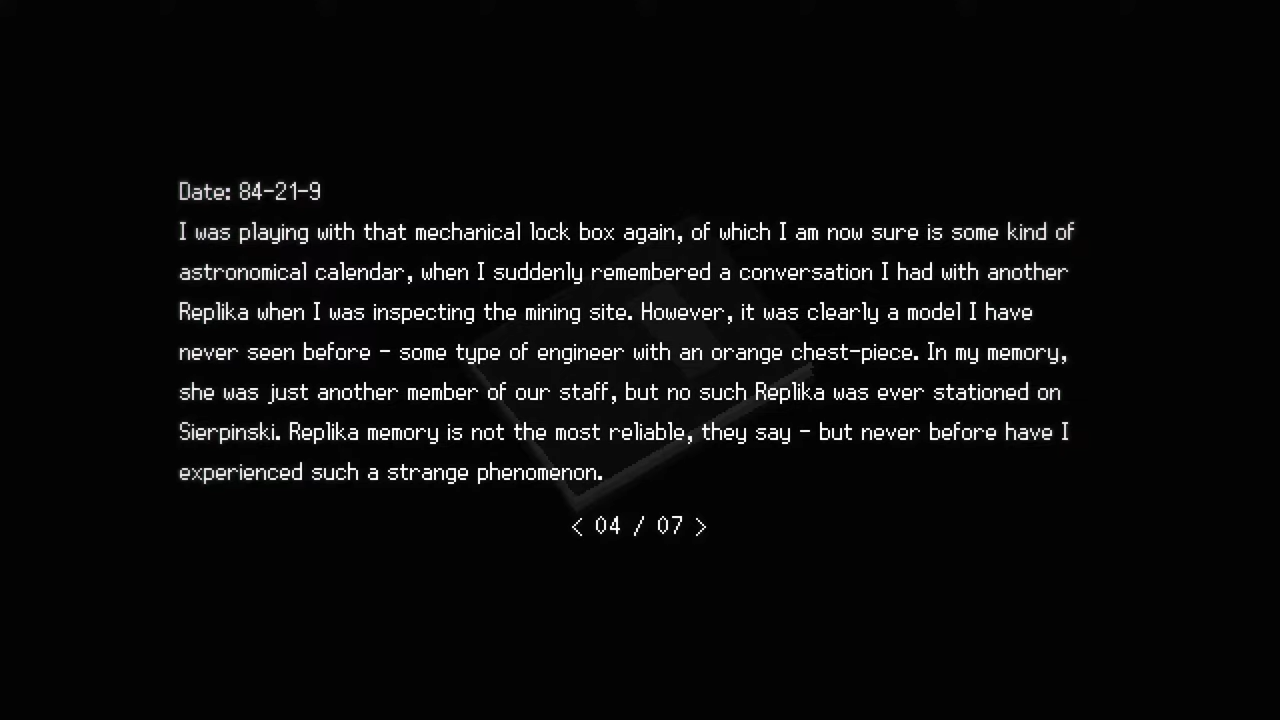 Date: 84-21-9
I was playing with that mechanical lock box again, of which I am now sure is some kind of
astronomical calendar, when I suddenly remembered a conversation I had with another
Replika when I was inspecting the mining site. However, it was clearly a model I have
never seen before - some type of engineer with an orange chest-piece. In my memory,
she was just another member of our staff, but no such Replika was ever stationed on
Sierpinski. Replika memory is not the most reliable, they say - but never before have I
experienced such a strange phenomenon.
< 04 / 07 >